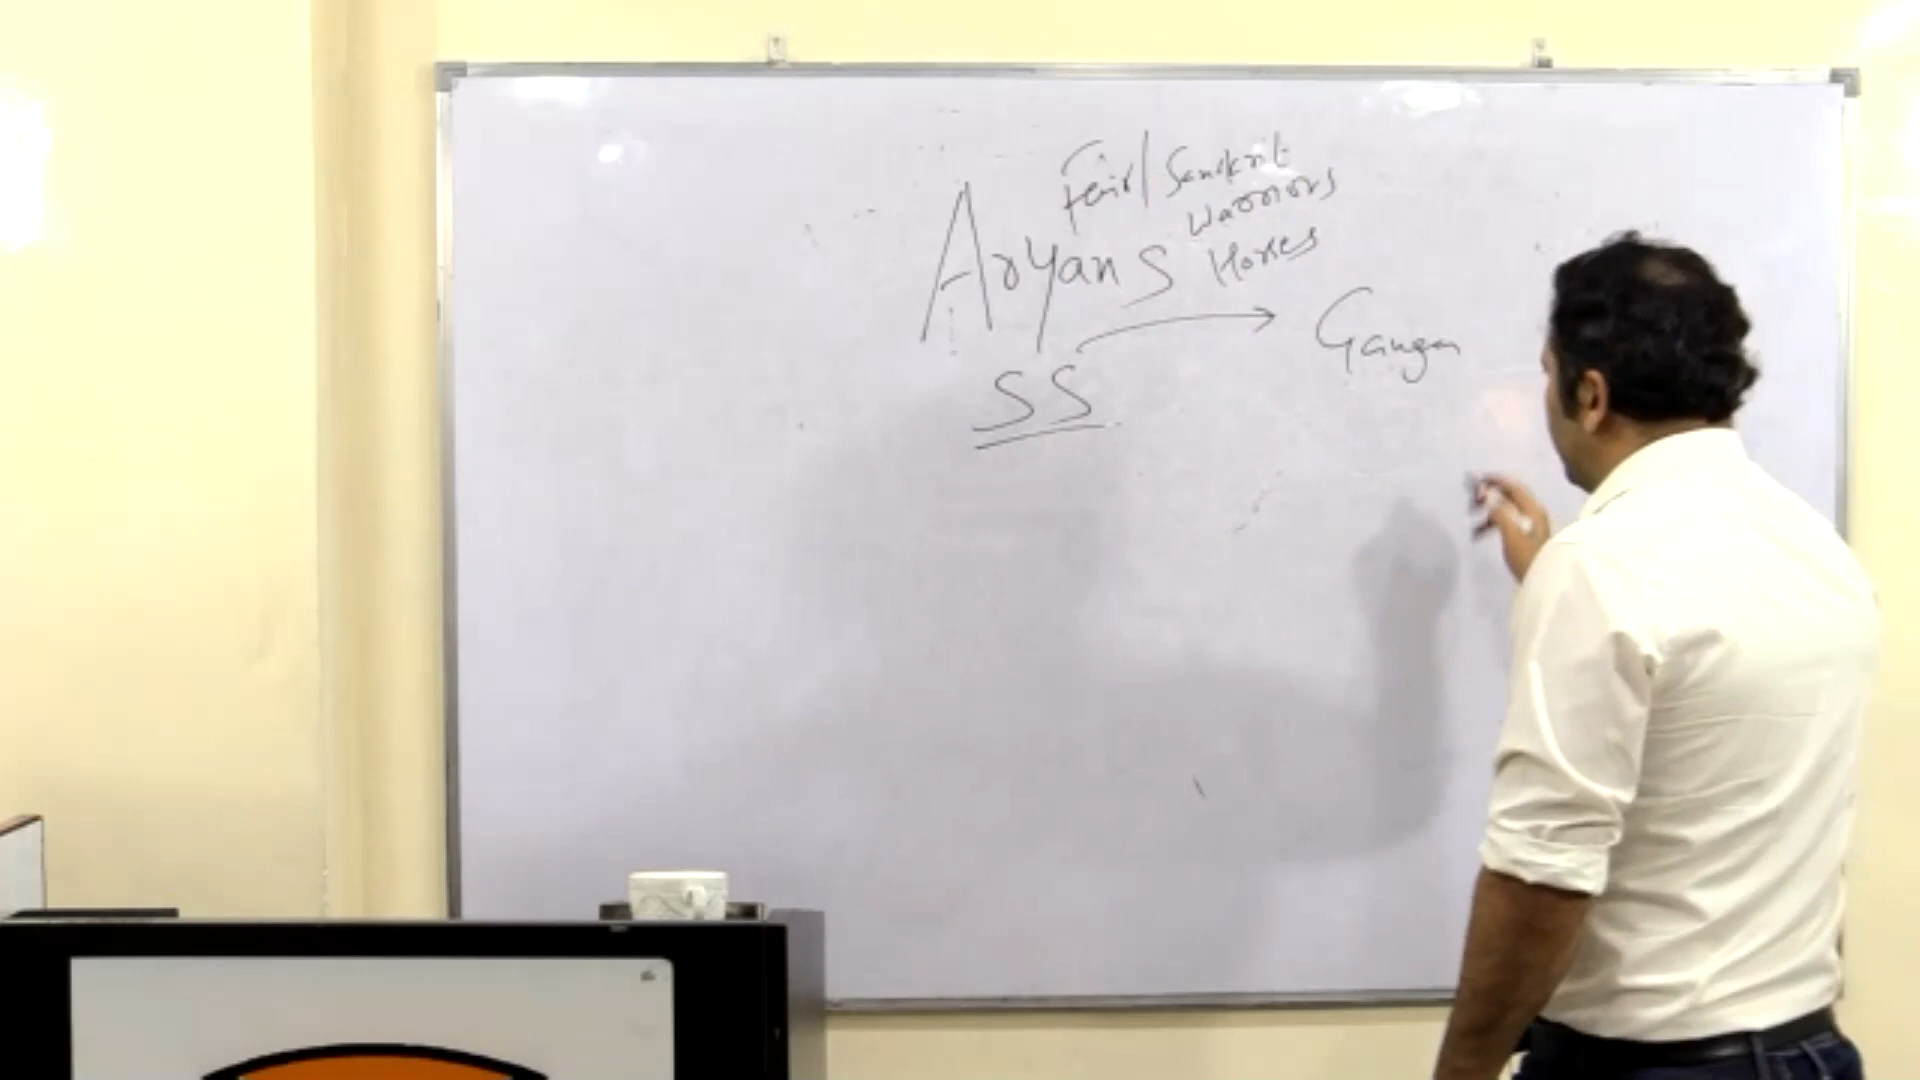 Fair/Sanskrit
Warriors
Aryans
Horses
SS → Ganga